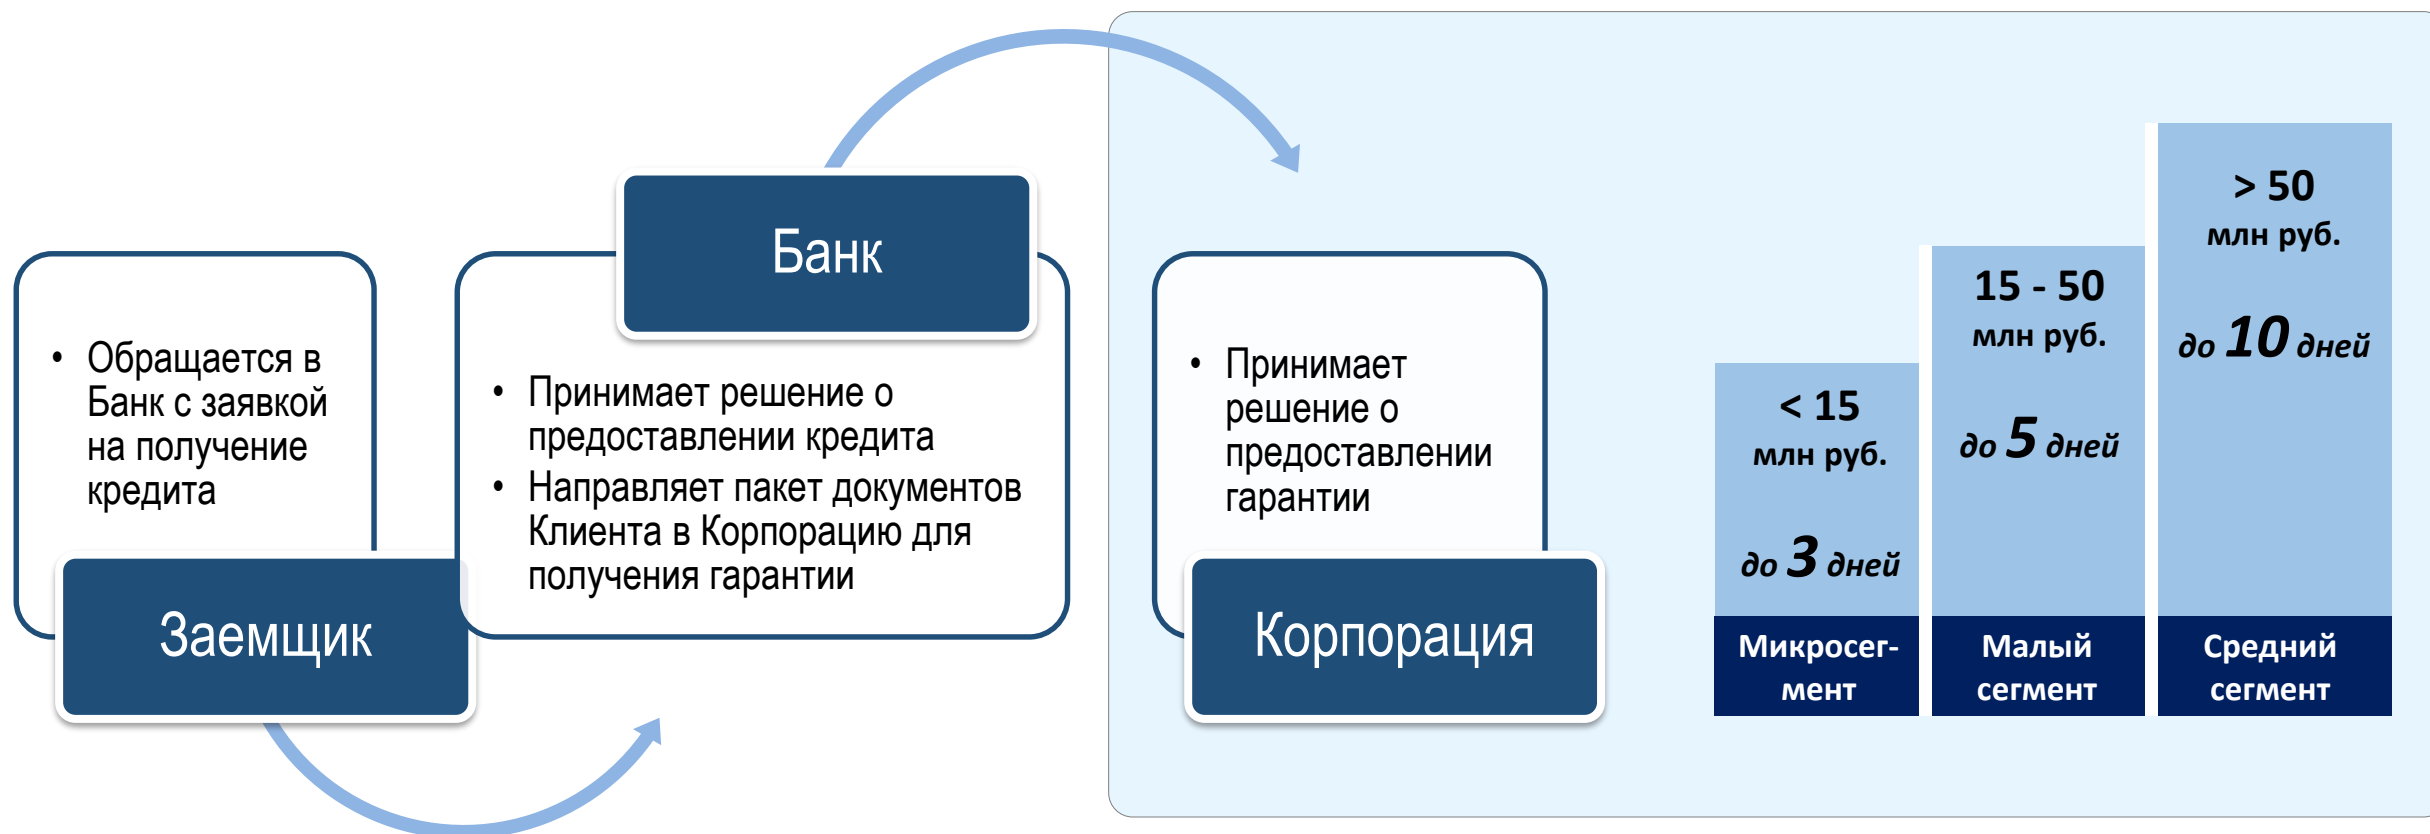 • Обращается в
Банк с заявкой
на получение
кредита
Заемщик
Банк
• Принимает решение о
предоставлении кредита
• Направляет пакет документов
Клиента в Корпорацию для
получения гарантии
• Принимает
решение о
предоставлении
гарантии
Корпорация
< 15
млн руб.
до 3 дней
Микросег-
мент
15 - 50
млн руб.
до 5 дней
Малый
сегмент
> 50
млн руб.
до 10 дней
Средний
сегмент